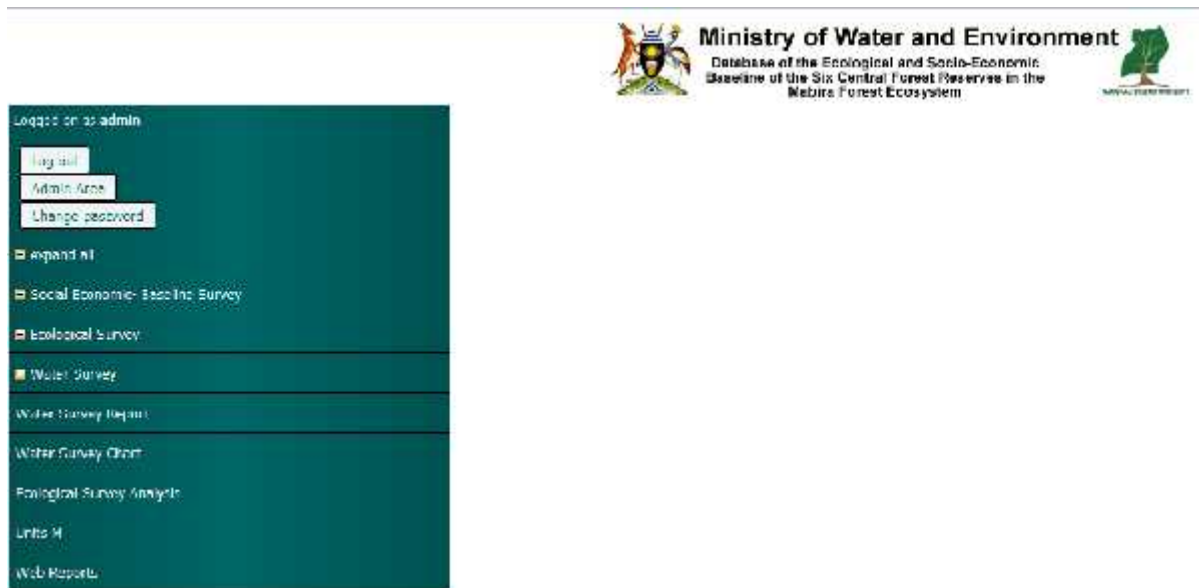 Ministry of Water and Environment
Database of the Ecological and Socio-Economic
Baseline of the Six Central Forest Reserves in the
Mabira Forest Ecosystem
Logged on as admin
Log out
Admin Area
Change password
expand all
Social Economic- Baseline Survey
Ecological Survey
Water Survey
Water Survey Report
Water Survey Chart
Ecological Survey Analysis
Units M
Web Reports